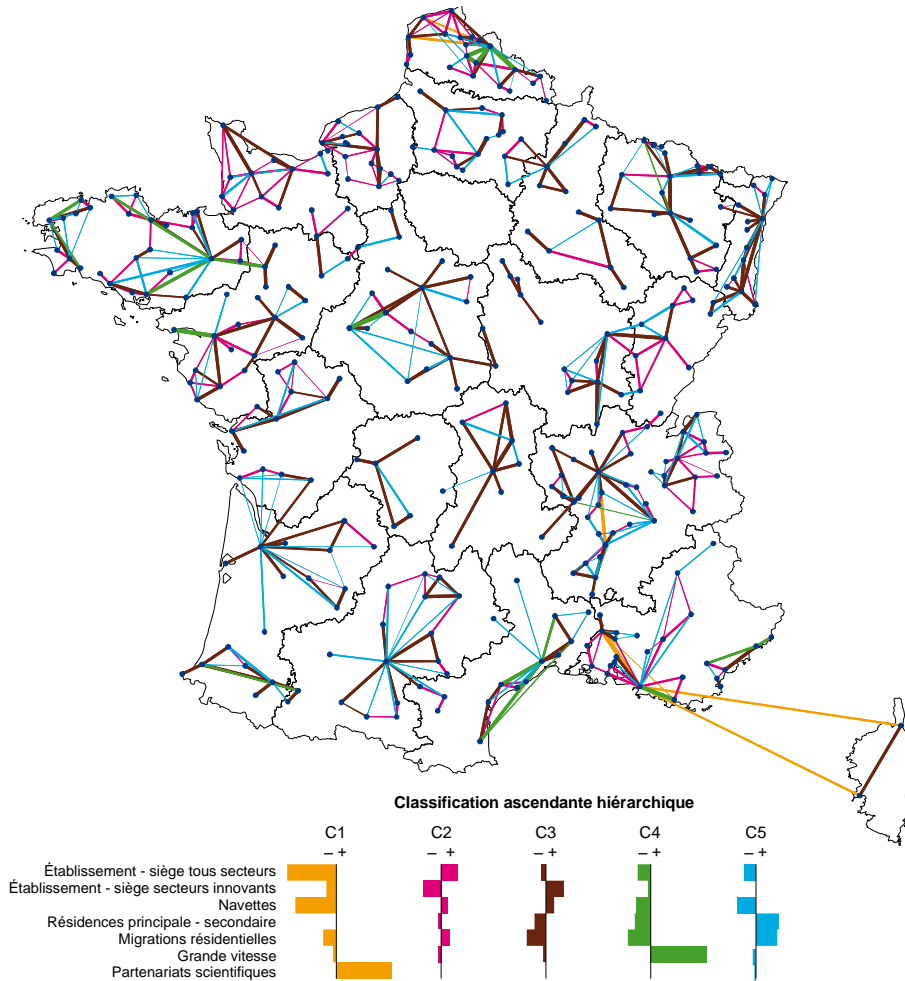 Classification ascendante hiérarchique
C1 C2 C3 C4 C5
– + – + – + – + – +
Établissement - siège tous secteurs
Établissement - siège secteurs innovants
Navettes
Résidences principale - secondaire
Migrations résidentielles
Grande vitesse
Partenariats scientifiques